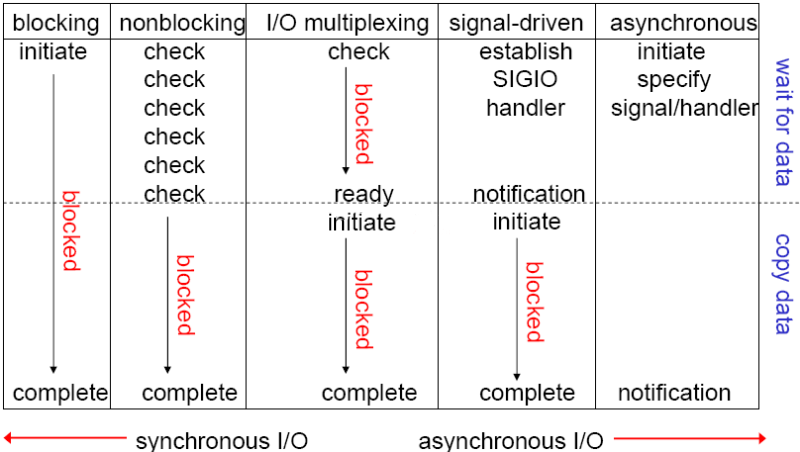 blocking nonblocking I/O multiplexing signal-driven asynchronous
initiate check check establish initiate
check SIGIO specify
check handler signal/handler
check
check
check ready notification
initiate initiate
complete complete complete complete notification
blocked
blocked
blocked
blocked
blocked
wait for data
copy data
synchronous I/O asynchronous I/O